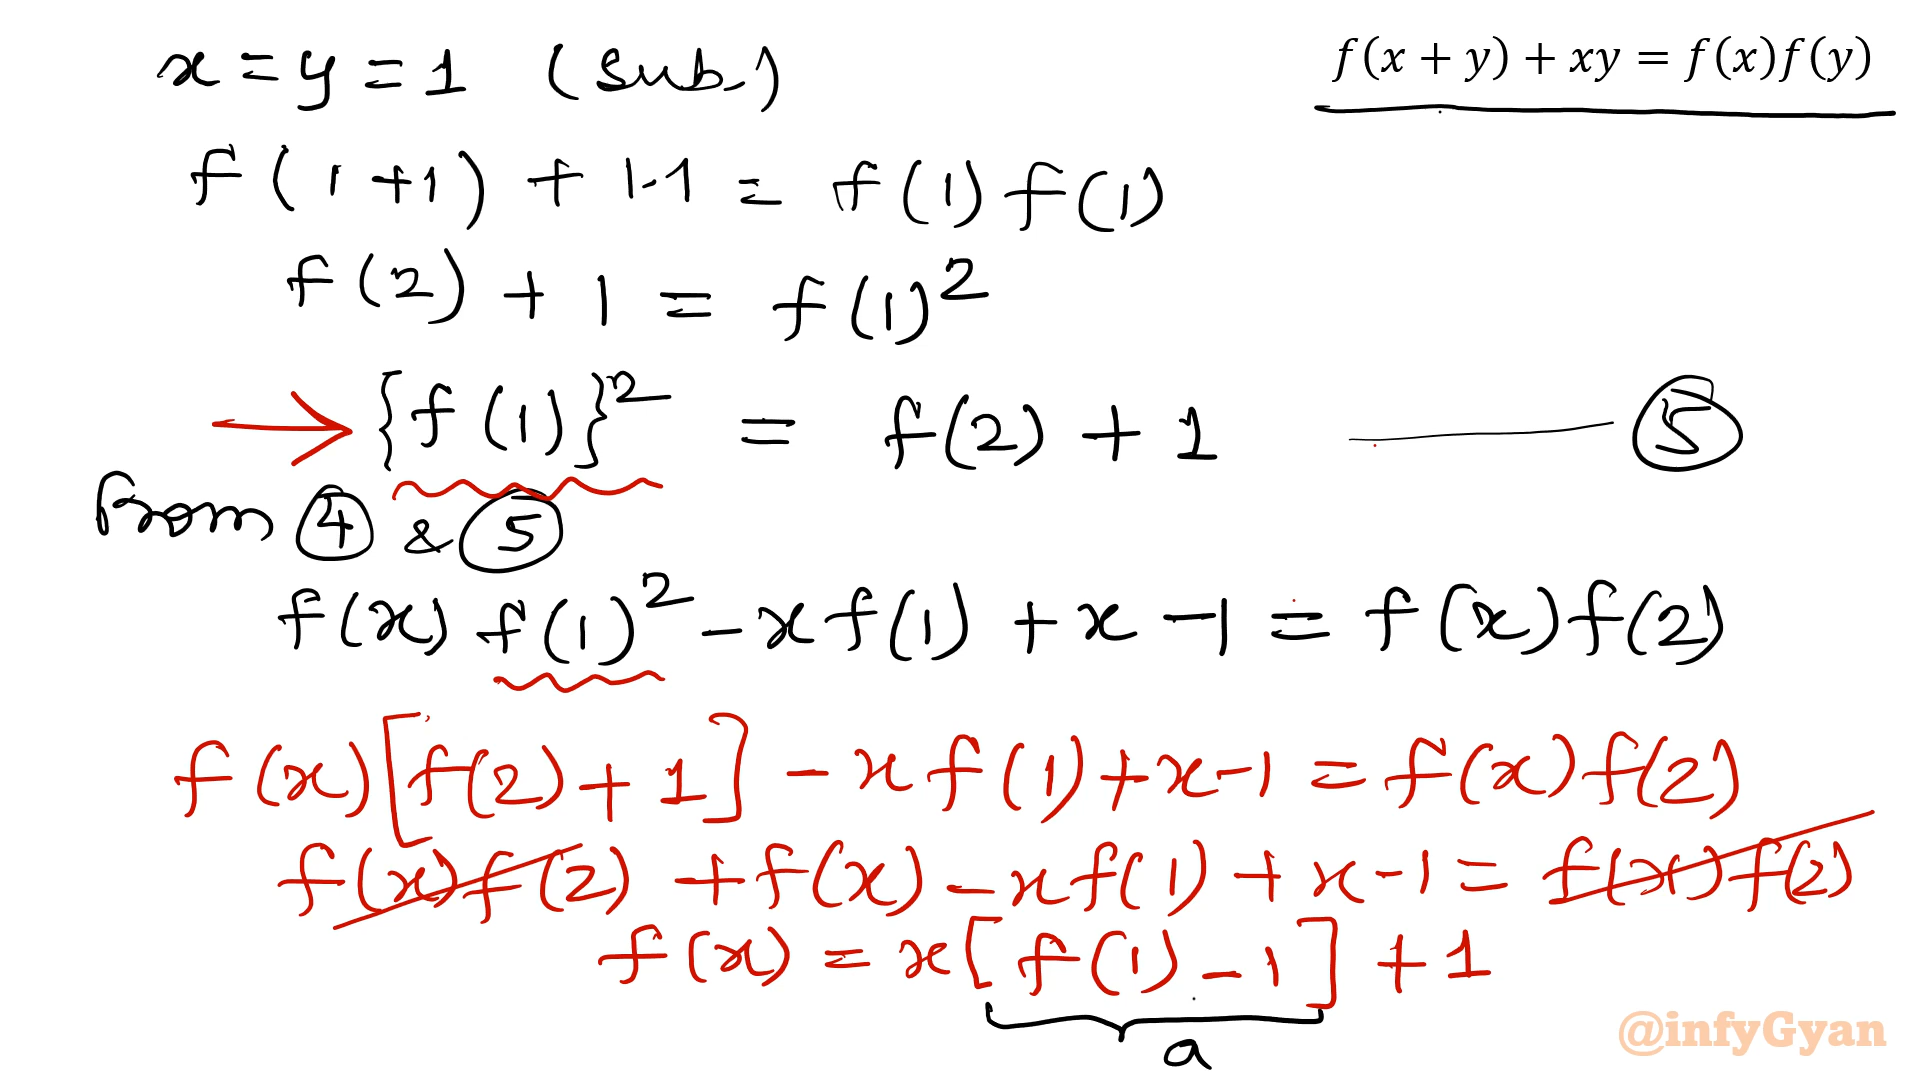 x = y = 1 (sub.)
f(x + y) + xy = f(x)f(y)
f(1+1) + 1·1 = f(1) f(1)
f(2) + 1 = f(1)²
→ {f(1)}² = f(2) + 1 —— ⑤
from ④ & ⑤
f(x) f(1)² - x f(1) + x - 1 = f(x) f(2)
f(x) [f(2) + 1] - x f(1) + x - 1 = f(x) f(2)
f(x) f(2) + f(x) - x f(1) + x - 1 = f(x) f(2)
f(x) = x [f(1) - 1] + 1
a
@infyGyan